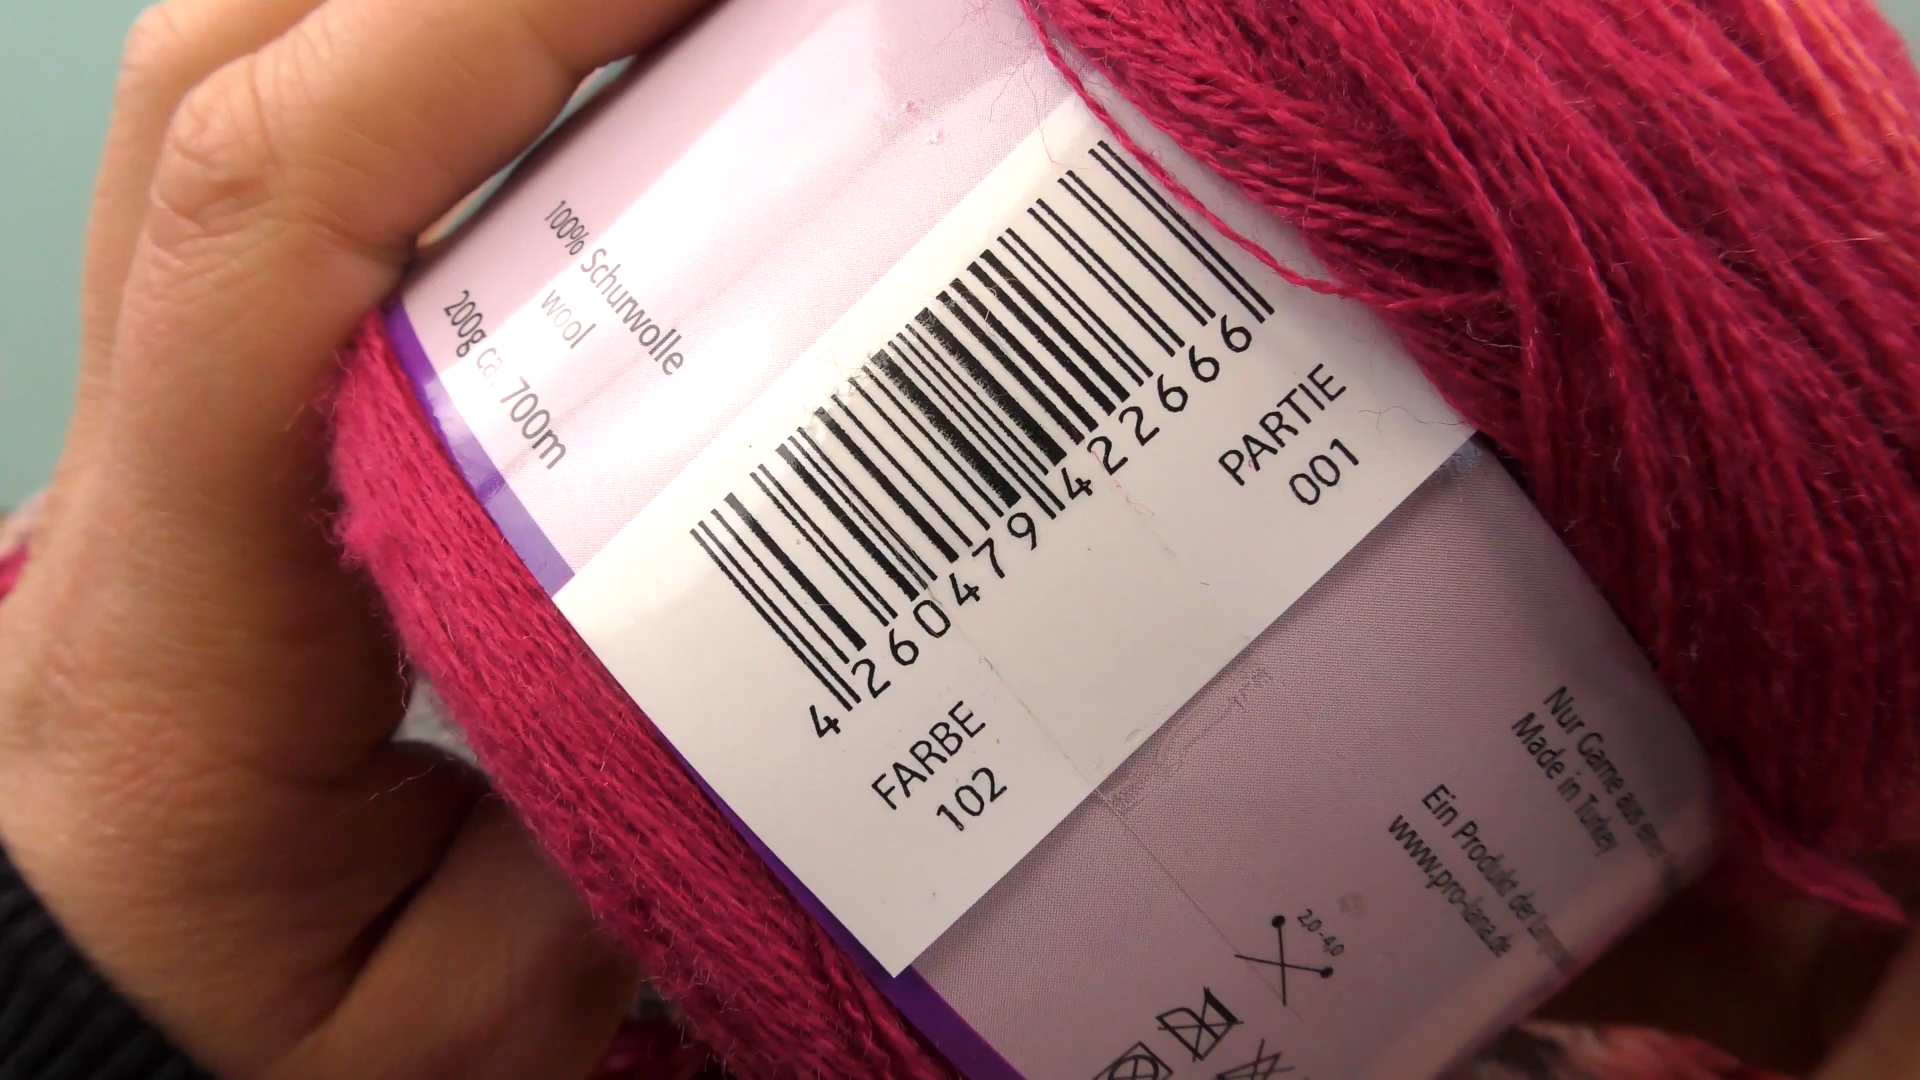 100% Schurwolle
wool
200g ca. 700m
4 260479 422666
FARBE
102
PARTIE
001
Nur Game aus
Made in Turkey
Ein Produkt der
www.pro-lana.de
2,0-4,0